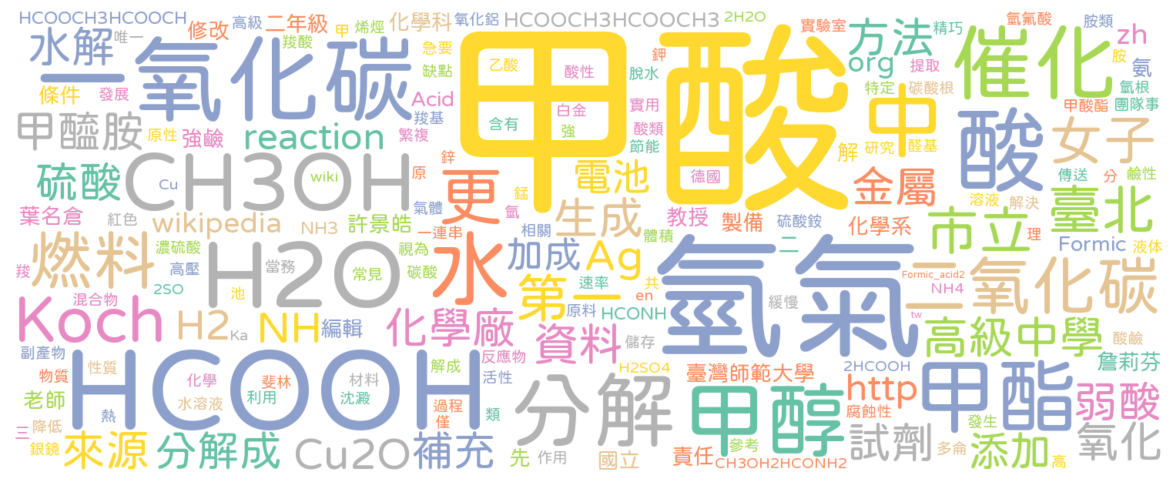 HCOOCH3HCOOCH
修改
高級
二年級
甲
烯烴
化學科
氧化鋁
HCOOCH3HCOOCH3
2H2O
實驗室
方法
精巧
氫氟酸
zh
水解
唯一
羧酸
一氧化碳
急要
缺點
乙酸
酸性
甲酸
脫水
鉀
org
提取
催化
胺
胺類
氨
條件
發展
Acid
羧基
白金
實用
特定
碳酸根
氫根
甲酸酯
團隊事
甲醯胺
原性
強鹼
reaction
繁複
含有
強
酸類
節能
中
解
研究
醛基
酸
女子
硫酸
CH3OH
Cu
wiki
鋅
原
更
錳
氫
電池
德國
金屬
傳送
分
鹼性
臺北
葉名倉
紅色
wikipedia
NH3
許景皓
氣體
一連串
相關
生成
體積
教授
製備
硫酸銨
化學系
市立
溶液
解決
理
燃料
濃硫酸
高壓
2SO
H2O
當務
常見
視為
碳酸
水
加成
Ag
二
Formic
液体
羧
混合物
池
第一
速率
共
en
氫氣
Formic_acid2
NH4
二氧化碳
Koch
H2
Ka
NH
編輯
化學廠
原料
HCONH
資料
儲存
緩慢
tw
高級中學
酸鹼
副產物
性質
HCOOH
解成
反應物
H2SO4
臺灣師範大學
2HCOOH
詹莉芬
物質
老師
化學
斐林
利用
材料
沈澱
活性
過程
僅
類
分解
甲醇
http
腐蝕性
甲酯
弱酸
三
降低
熱
水溶液
銀鏡
來源
分解成
Cu2O
補充
先
作用
國立
責任
參考
CH3OH2HCONH2
試劑
發生
多侖
添加
高
氧化